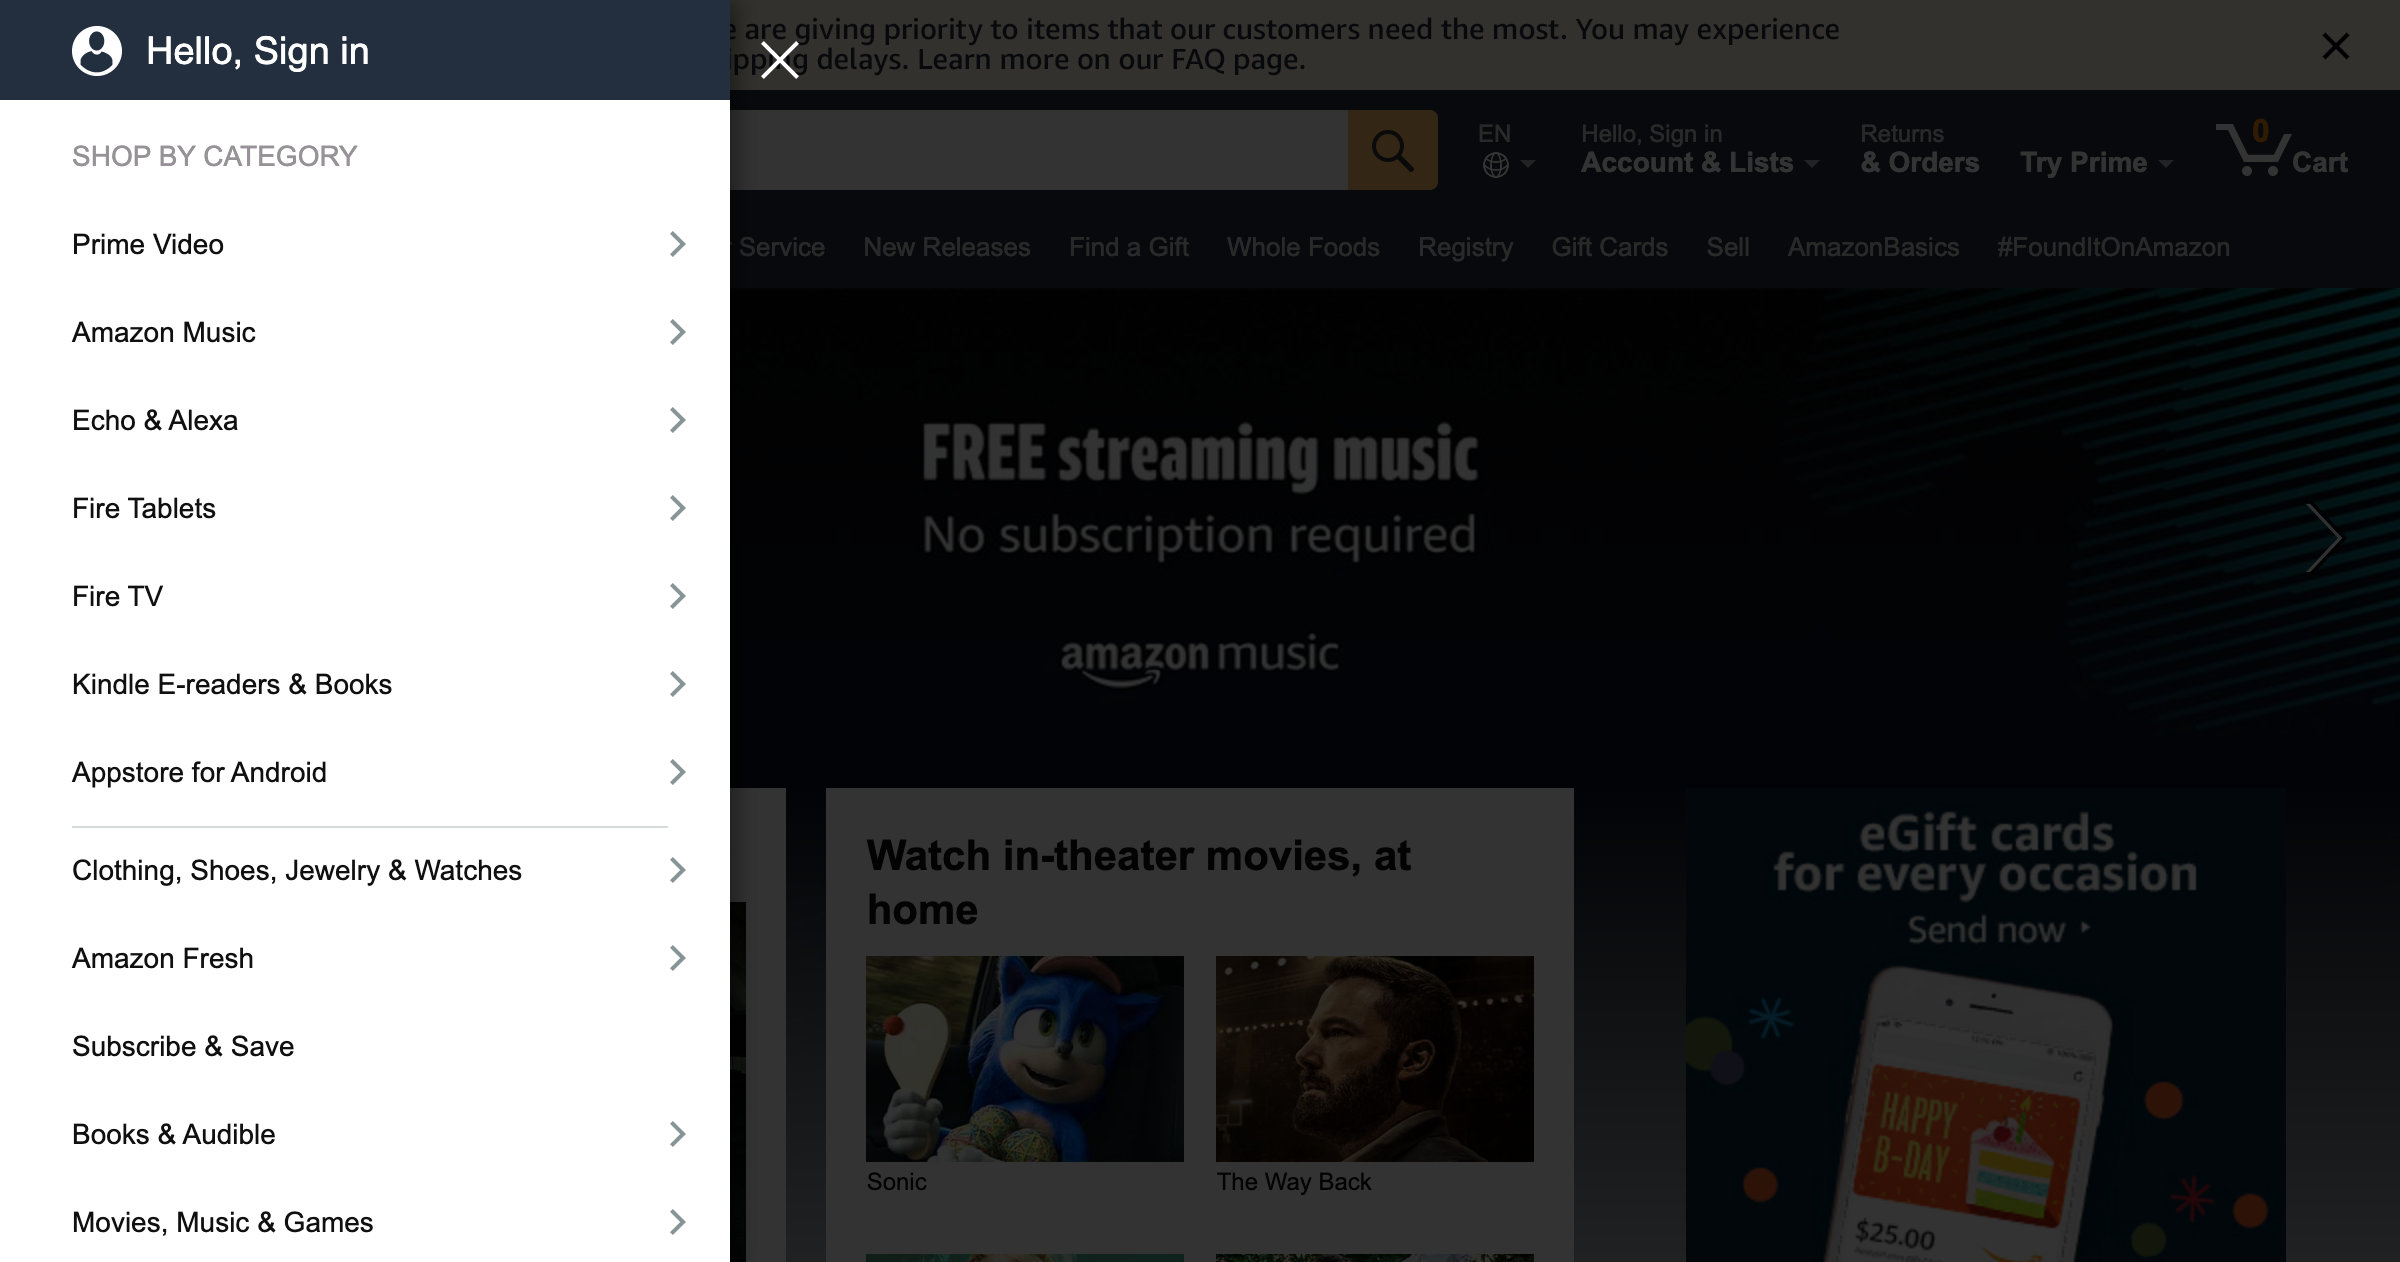 Hello, Sign in
SHOP BY CATEGORY
Prime Video
Amazon Music
Echo & Alexa
Fire Tablets
Fire TV
Kindle E-readers & Books
Appstore for Android
Clothing, Shoes, Jewelry & Watches
Amazon Fresh
Subscribe & Save
Books & Audible
Movies, Music & Games
are giving priority to items that our customers need the most. You may experience
delays. Learn more on our FAQ page.
EN
Hello, Sign in
Account & Lists
Returns
& Orders
Try Prime
0
Cart
Service New Releases Find a Gift Whole Foods Registry Gift Cards Sell AmazonBasics #FoundItOnAmazon
FREE streaming music
No subscription required
amazon music
Watch in-theater movies, at
home
Sonic
The Way Back
eGift cards
for every occasion
Send now
HAPPY
B-DAY
$25.00